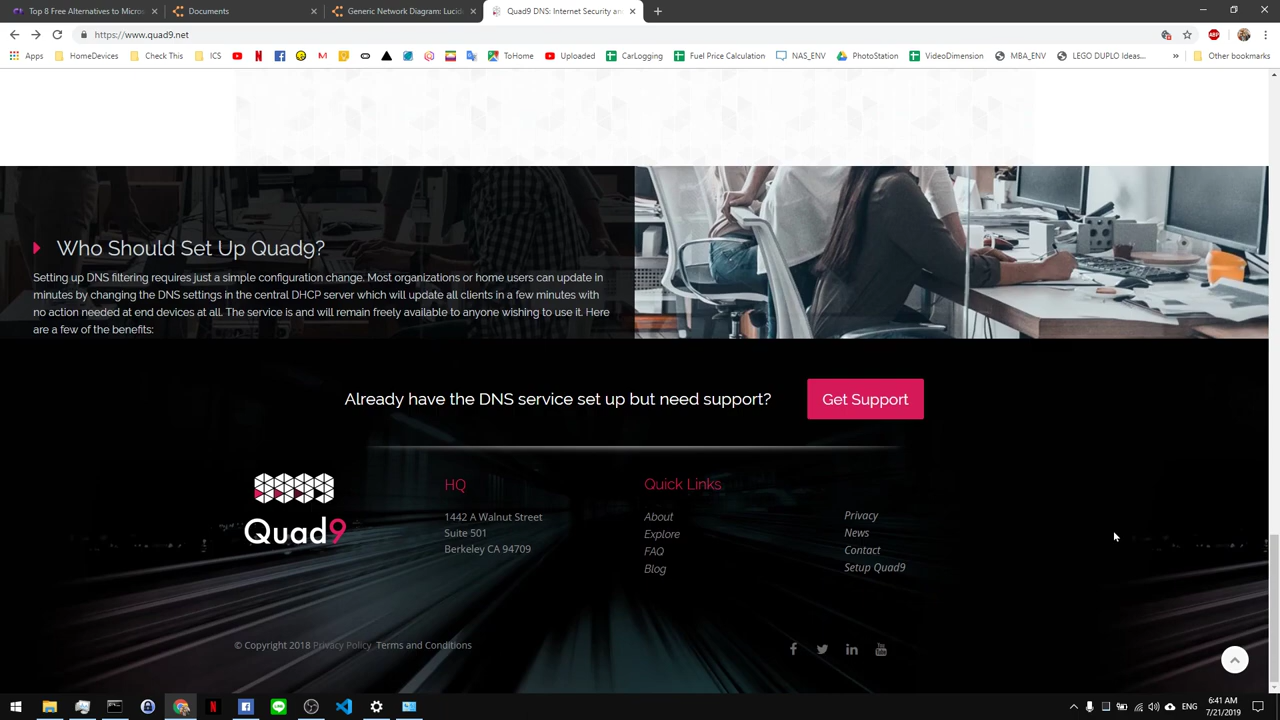 Top 8 Free Alternatives to Micros
Documents
Generic Network Diagram: Lucid
Quad9 DNS: Internet Security an
https://www.quad9.net
Apps
HomeDevices
Check This
ICS
ToHome
Uploaded
CarLogging
Fuel Price Calculation
NAS_ENV
PhotoStation
VideoDimension
MBA_ENV
LEGO DUPLO Ideas...
»
Other bookmarks
Who Should Set Up Quad9?
Setting up DNS filtering requires just a simple configuration change. Most organizations or home users can update in
minutes by changing the DNS settings in the central DHCP server which will update all clients in a few minutes with
no action needed at end devices at all. The service is and will remain freely available to anyone wishing to use it. Here
are a few of the benefits:
Already have the DNS service set up but need support?
Get Support
Quad9
HQ
1442 A Walnut Street
Suite 501
Berkeley CA 94709
Quick Links
About
Explore
FAQ
Blog
Privacy
News
Contact
Setup Quad9
© Copyright 2018 Privacy Policy Terms and Conditions
ENG
6:41 AM
7/21/2019